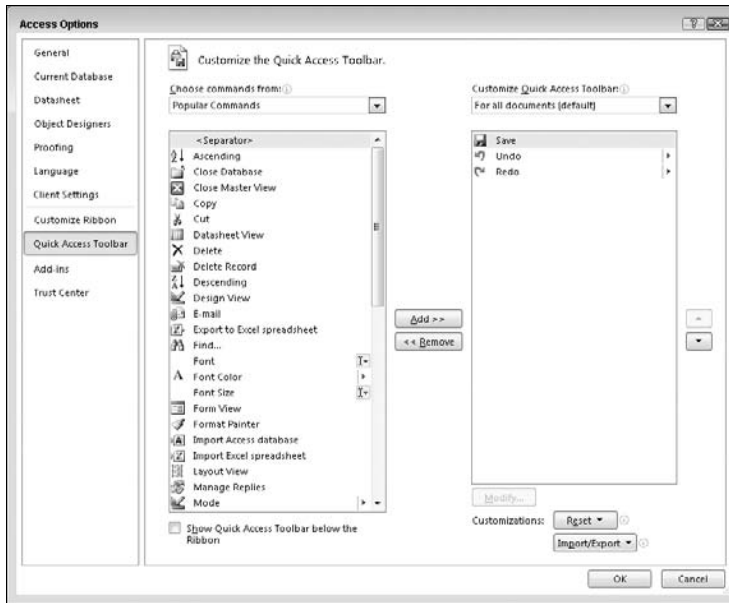 Access Options
General
Current Database
Datasheet
Object Designers
Proofing
Language
Client Settings
Customize Ribbon
Quick Access Toolbar
Add-ins
Trust Center
Customize the Quick Access Toolbar.
Choose commands from:
Popular Commands
<Separator>
Ascending
Close Database
Close Master View
Copy
Cut
Datasheet View
Delete
Delete Record
Descending
Design View
E-mail
Export to Excel spreadsheet
Find...
Font
Font Color
Font Size
Form View
Format Painter
Import Access database
Import Excel spreadsheet
Layout View
Manage Replies
Mode
Show Quick Access Toolbar below the
Ribbon
Add >>
<< Remove
Customize Quick Access Toolbar:
For all documents (default)
Save
Undo
Redo
Modify...
Customizations:
Reset
Import/Export
OK
Cancel